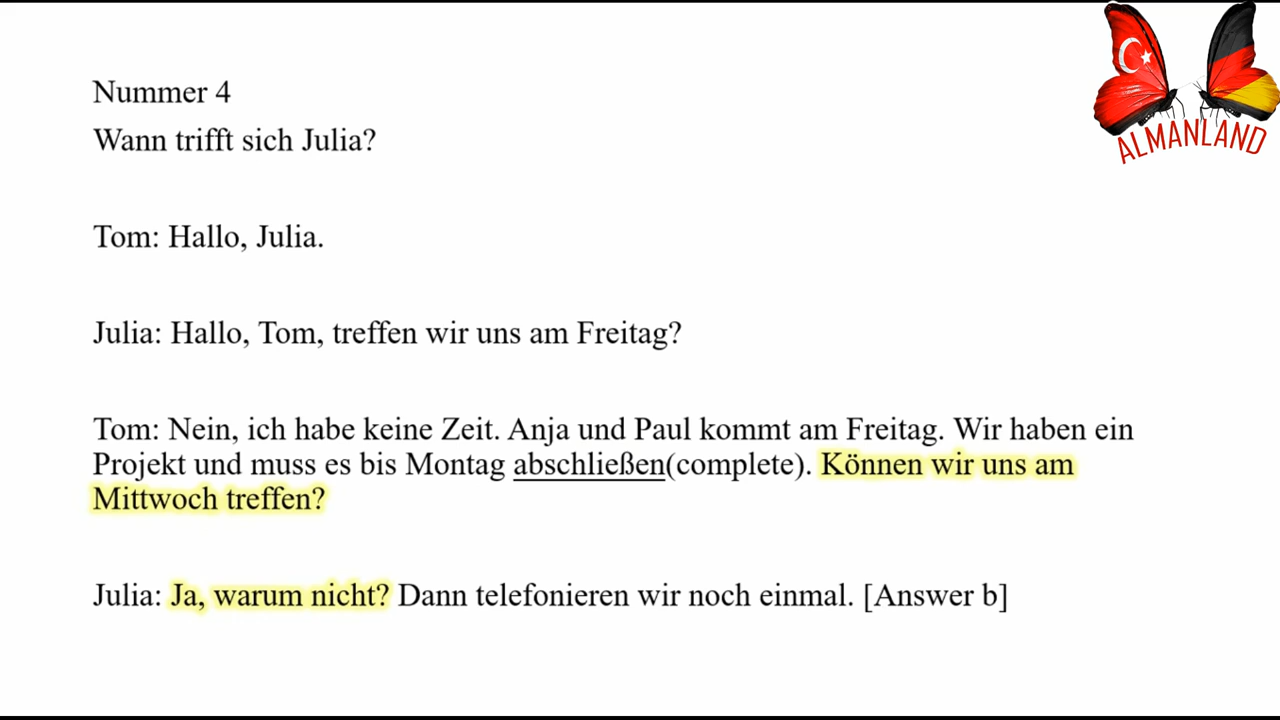 ALMANLAND
Nummer 4
Wann trifft sich Julia?
Tom: Hallo, Julia.
Julia: Hallo, Tom, treffen wir uns am Freitag?
Tom: Nein, ich habe keine Zeit. Anja und Paul kommt am Freitag. Wir haben ein
Projekt und muss es bis Montag abschließen(complete). Können wir uns am
Mittwoch treffen?
Julia: Ja, warum nicht? Dann telefonieren wir noch einmal. [Answer b]